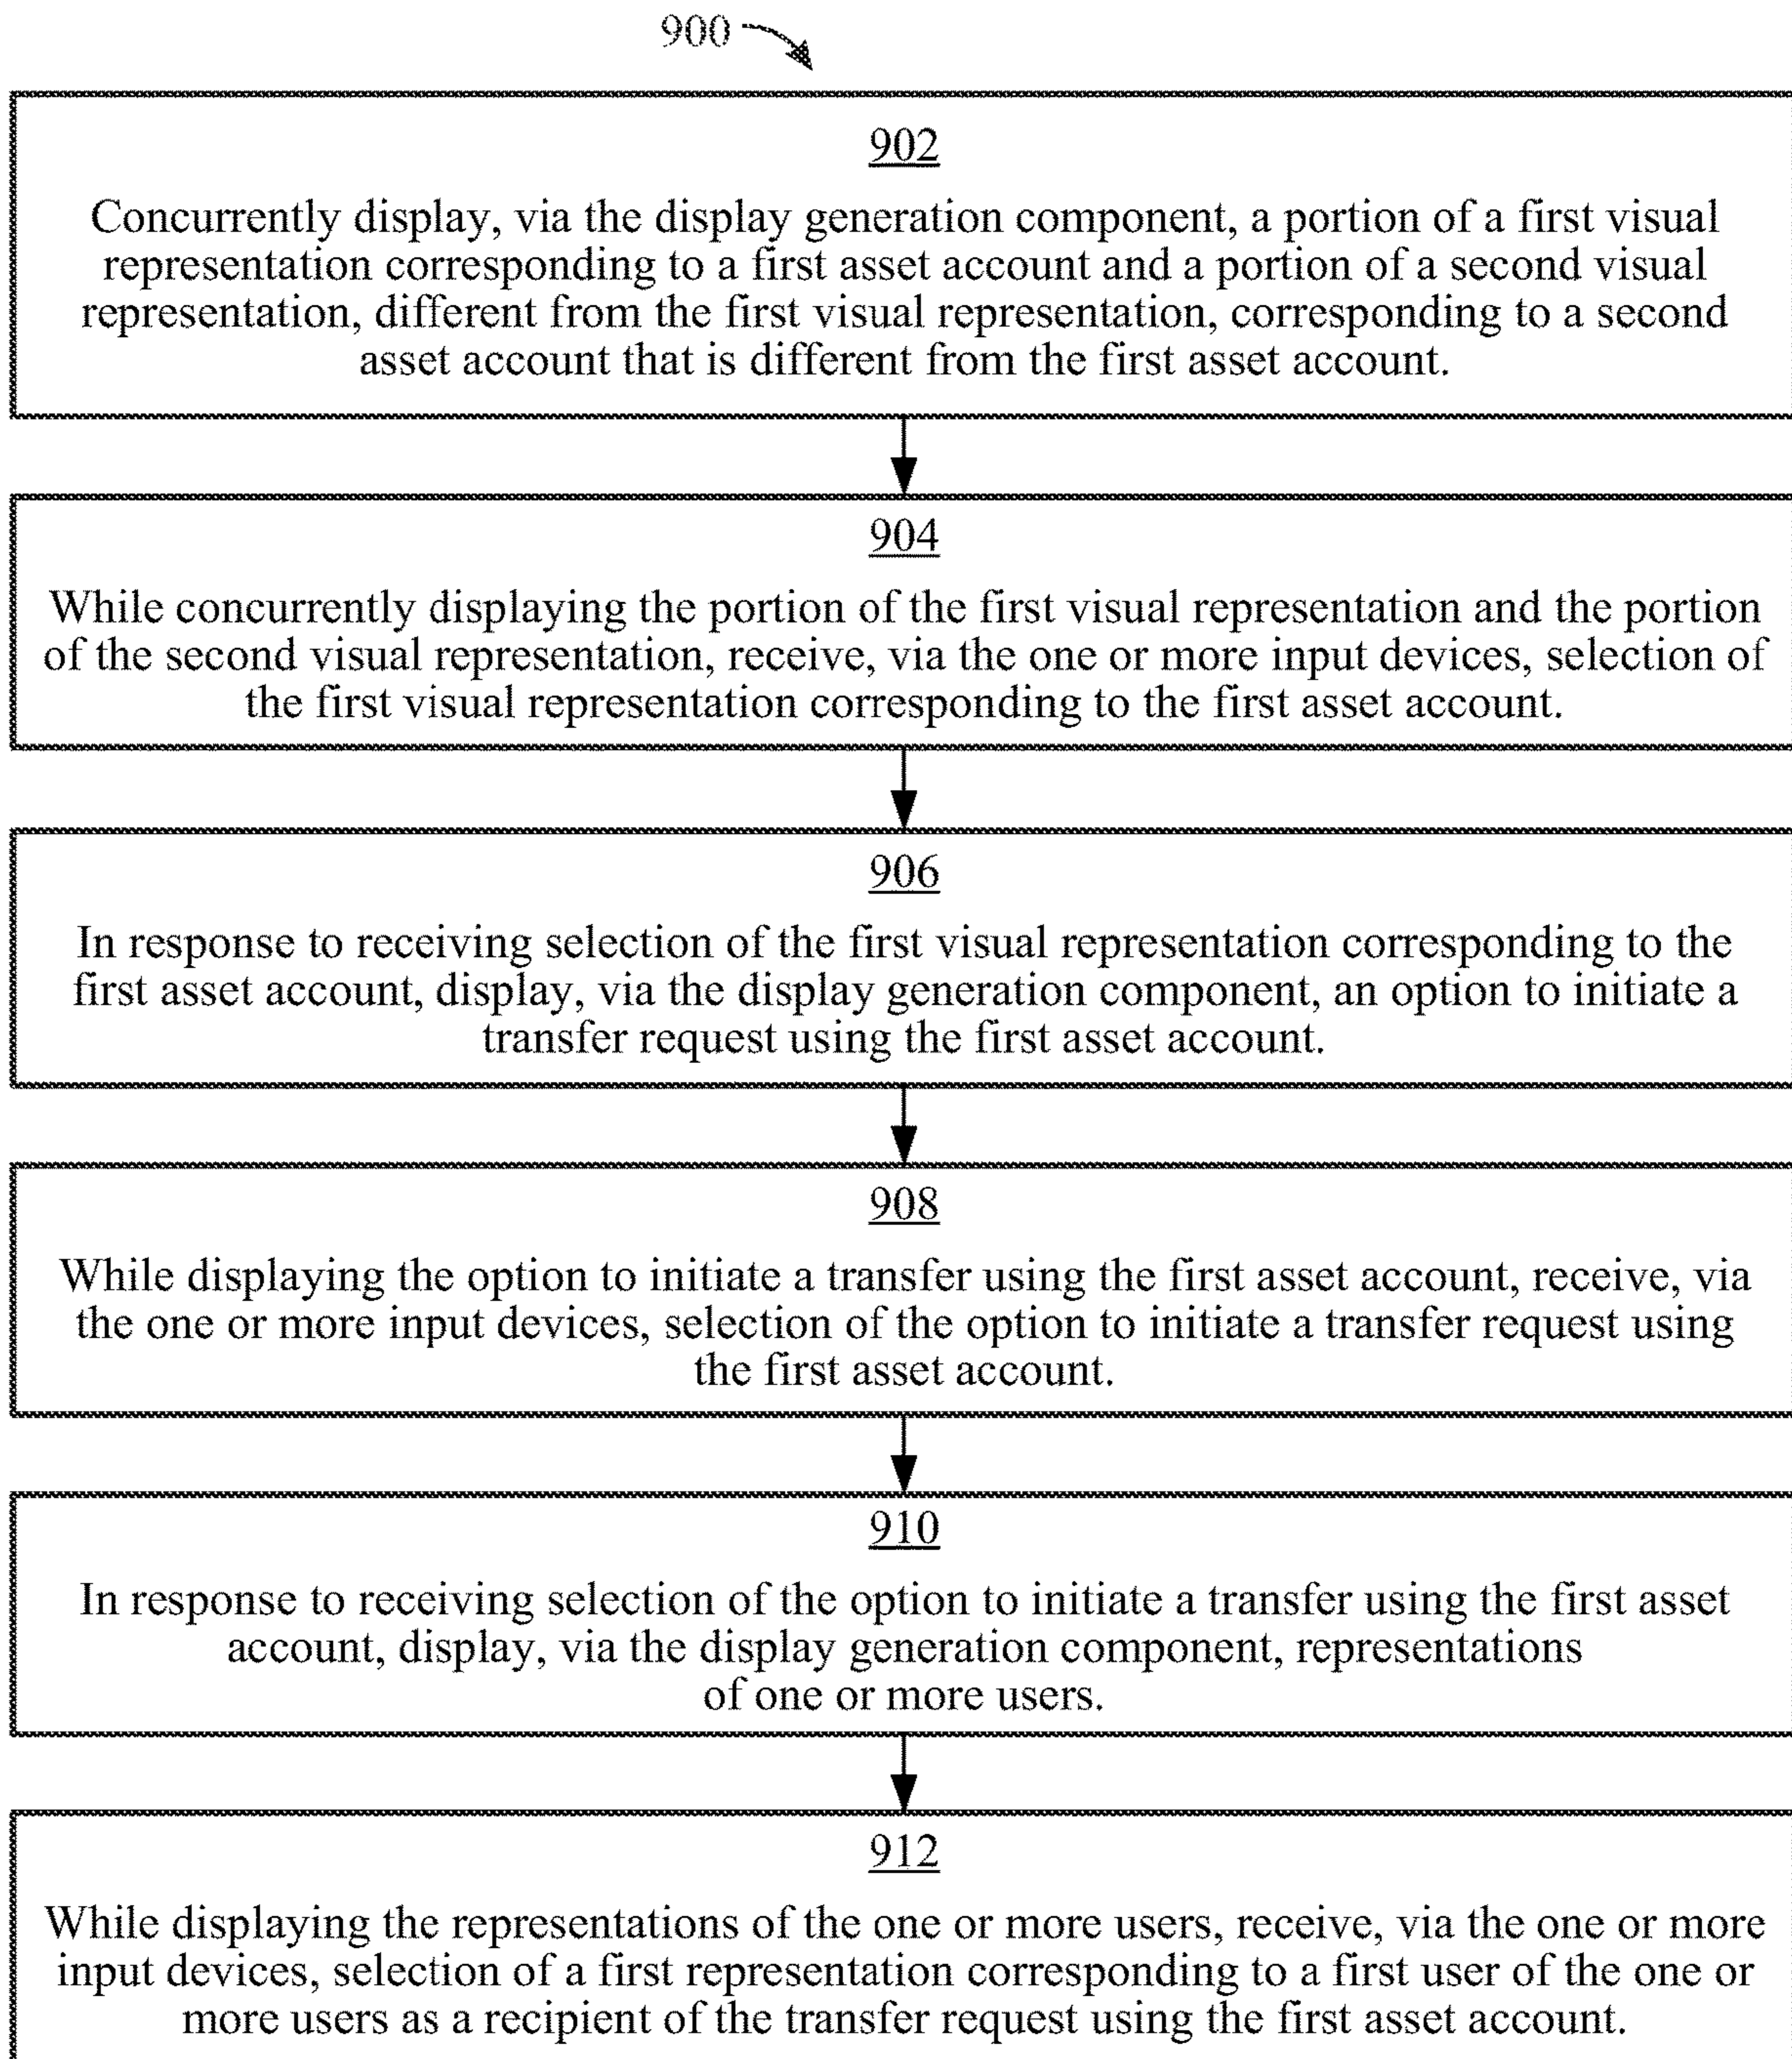 900
902
Concurrently display, via the display generation component, a portion of a first visual
representation corresponding to a first asset account and a portion of a second visual
representation, different from the first visual representation, corresponding to a second
asset account that is different from the first asset account.
904
While concurrently displaying the portion of the first visual representation and the portion
of the second visual representation, receive, via the one or more input devices, selection of
the first visual representation corresponding to the first asset account.
906
In response to receiving selection of the first visual representation corresponding to the
first asset account, display, via the display generation component, an option to initiate a
transfer request using the first asset account.
908
While displaying the option to initiate a transfer using the first asset account, receive, via
the one or more input devices, selection of the option to initiate a transfer request using
the first asset account.
910
In response to receiving selection of the option to initiate a transfer using the first asset
account, display, via the display generation component, representations
of one or more users.
912
While displaying the representations of the one or more users, receive, via the one or more
input devices, selection of a first representation corresponding to a first user of the one or
more users as a recipient of the transfer request using the first asset account.